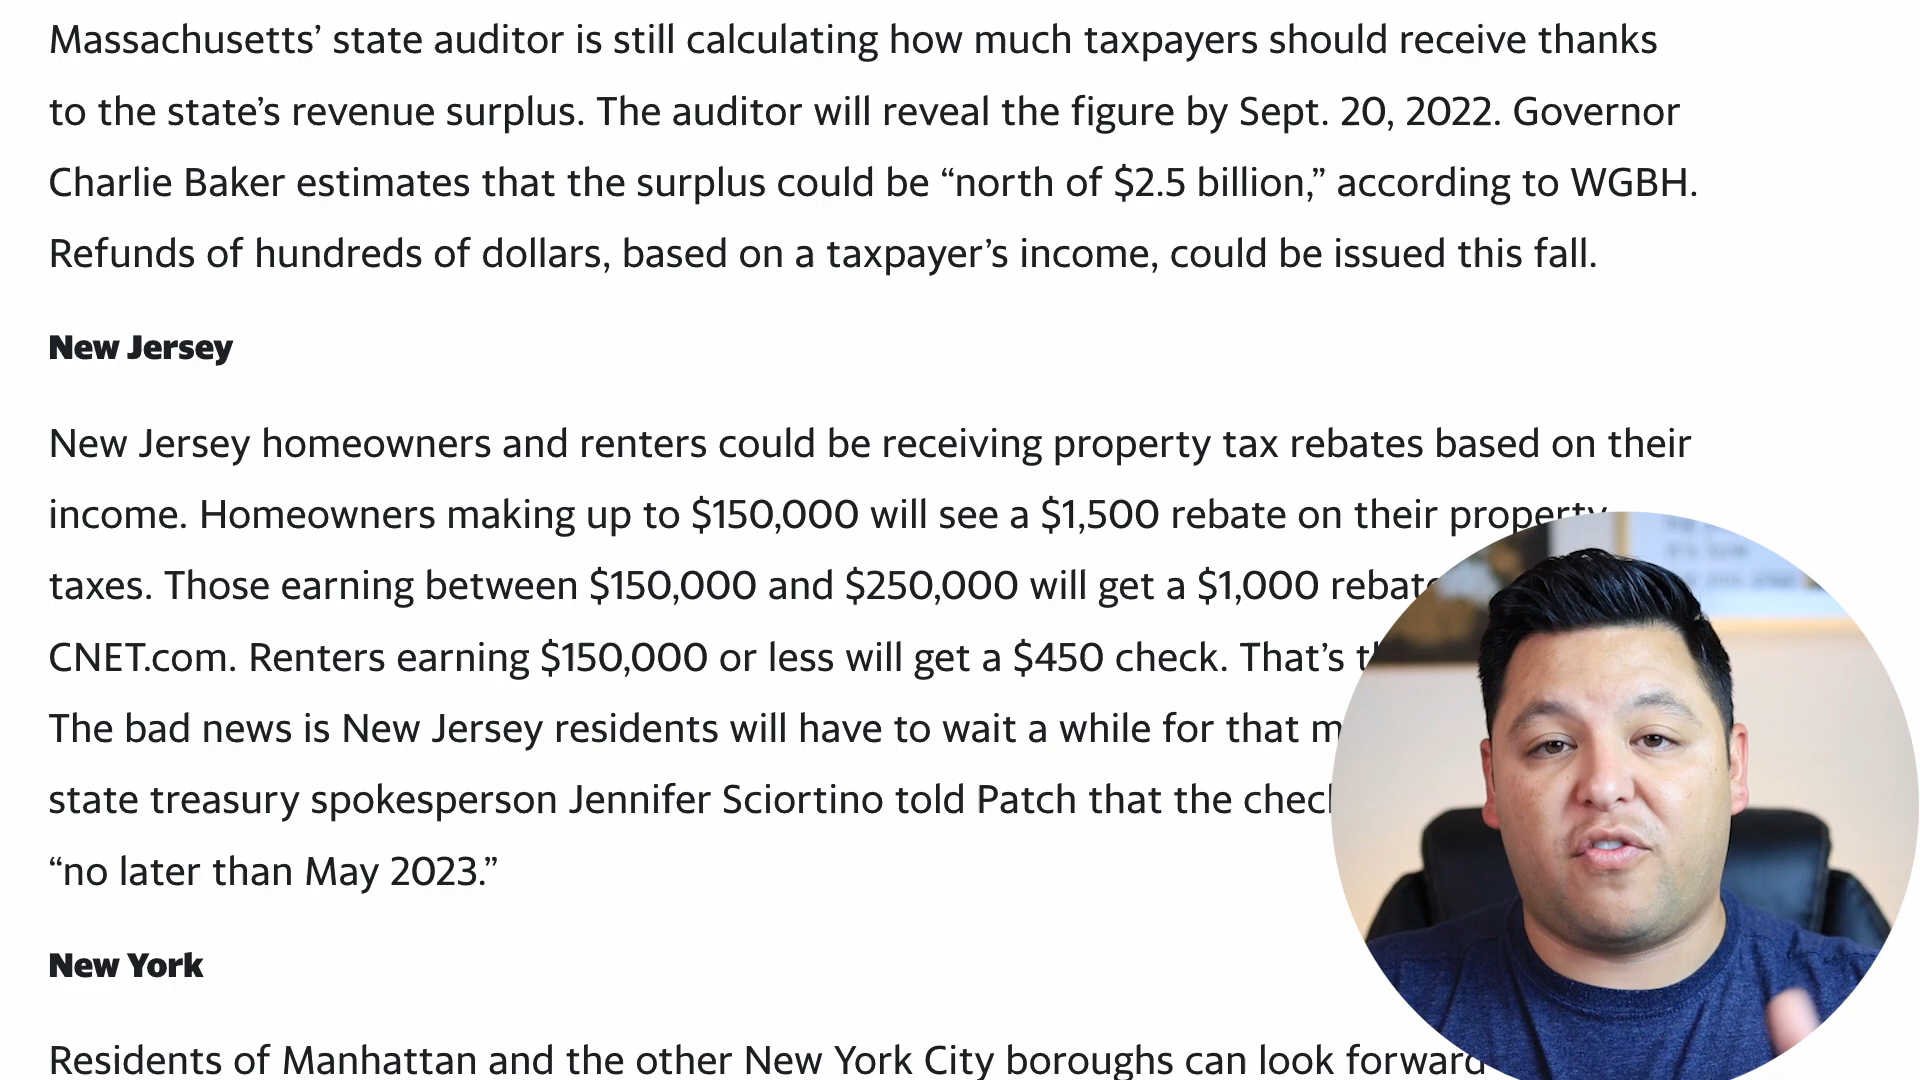 Massachusetts’ state auditor is still calculating how much taxpayers should receive thanks
to the state’s revenue surplus. The auditor will reveal the figure by Sept. 20, 2022. Governor
Charlie Baker estimates that the surplus could be “north of $2.5 billion,” according to WGBH.
Refunds of hundreds of dollars, based on a taxpayer’s income, could be issued this fall.
New Jersey
New Jersey homeowners and renters could be receiving property tax rebates based on their
income. Homeowners making up to $150,000 will see a $1,500 rebate on their property
taxes. Those earning between $150,000 and $250,000 will get a $1,000
CNET.com. Renters earning $150,000 or less will get a $450 check. That’s
The bad news is New Jersey residents will have to wait a while for that
state treasury spokesperson Jennifer Sciortino told Patch that the
“no later than May 2023.”
New York
Residents of Manhattan and the other New York City boroughs can look forward